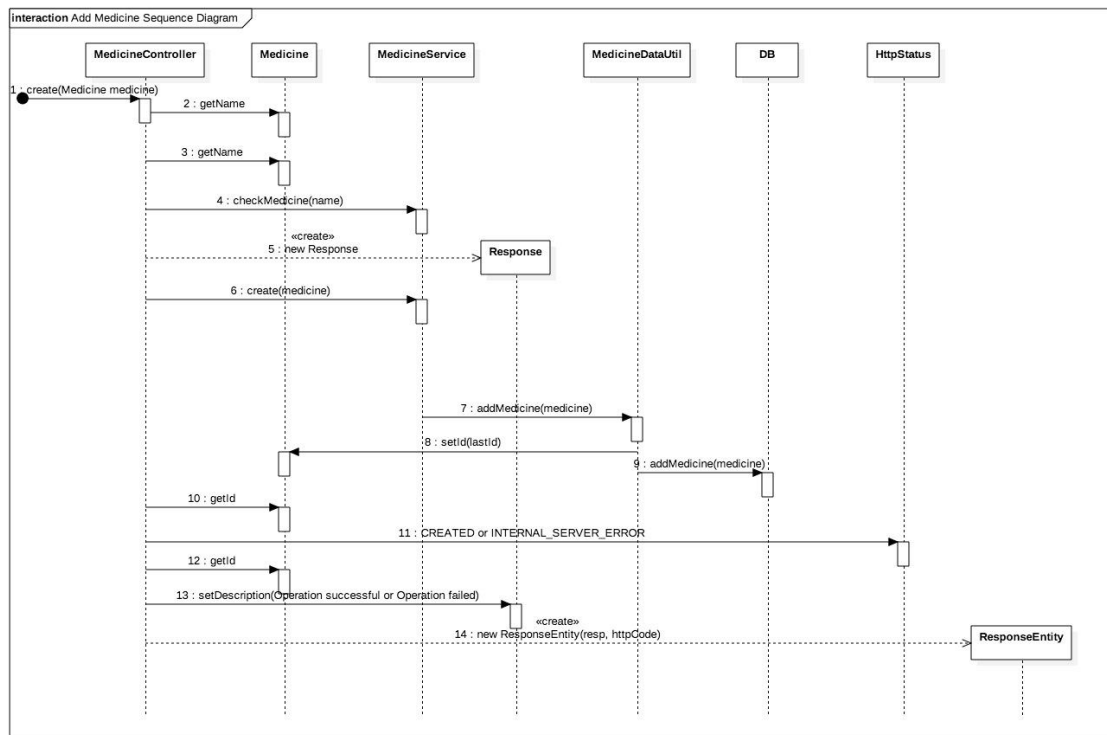 interaction Add Medicine Sequence Diagram
MedicineController
Medicine
MedicineService
MedicineDataUtil
DB
HttpStatus
1 : create(Medicine medicine)
2 : getName
3 : getName
4 : checkMedicine(name)
«create»
5 : new Response
Response
6 : create(medicine)
7 : addMedicine(medicine)
8 : setId(lastId)
9 : addMedicine(medicine)
10 : getId
11 : CREATED or INTERNAL_SERVER_ERROR
12 : getId
13 : setDescription(Operation successful or Operation failed)
«create»
14 : new ResponseEntity(resp, httpCode)
ResponseEntity